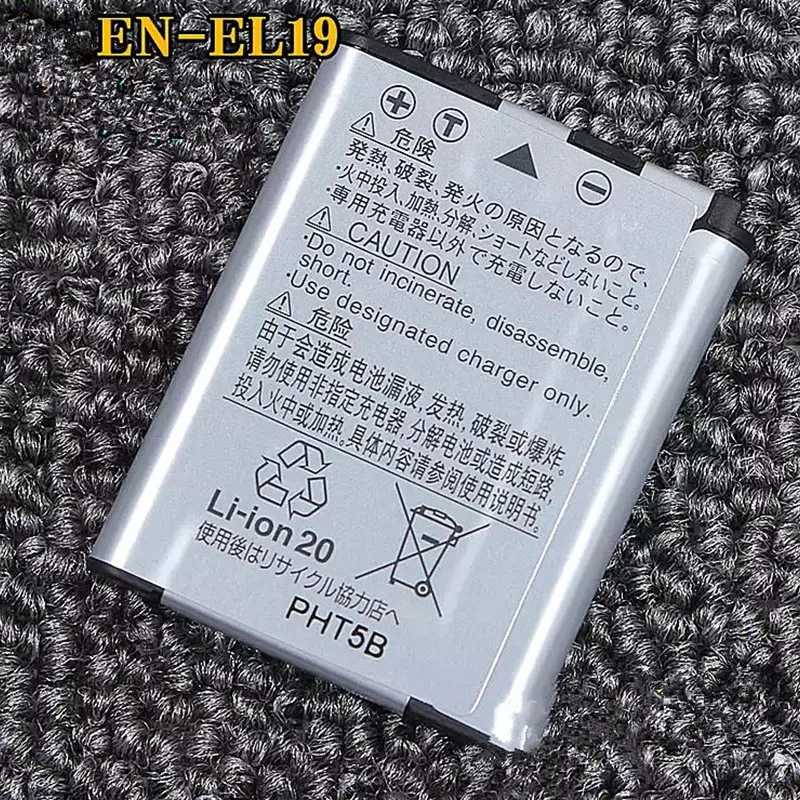 EN-EL19
+ T ▲ −
⚠危険
発熱,破裂,発火の原因となるので、
・火中投入,加熱,分解,ショートなどしないこと。
・専用充電器以外で充電しないこと。
⚠ CAUTION
・Do not incinerate, disassemble,
short.
・Use designated charger only.
⚠危险
由于会造成电池漏液,发热,破裂或爆炸.
请勿使用非指定充电器,分解电池或造成短路,
投入火中或加热.具体内容请参阅使用说明书.
Li-ion 20
使用後はリサイクル協力店へ
PHT5B